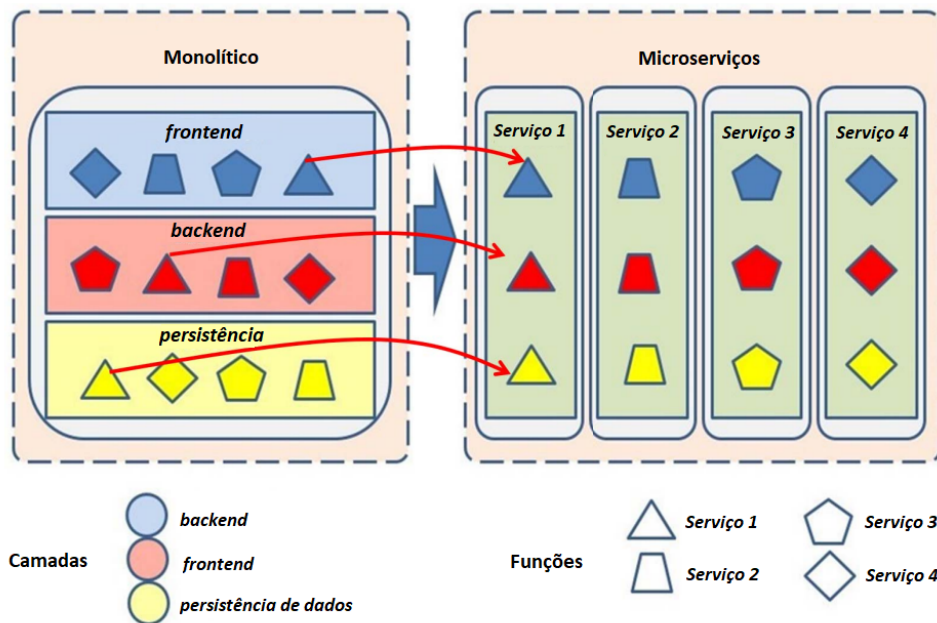 Monolítico
frontend
backend
persistência
Microserviços
Serviço 1
Serviço 2
Serviço 3
Serviço 4
Camadas
backend
frontend
persistência de dados
Funções
Serviço 1
Serviço 2
Serviço 3
Serviço 4